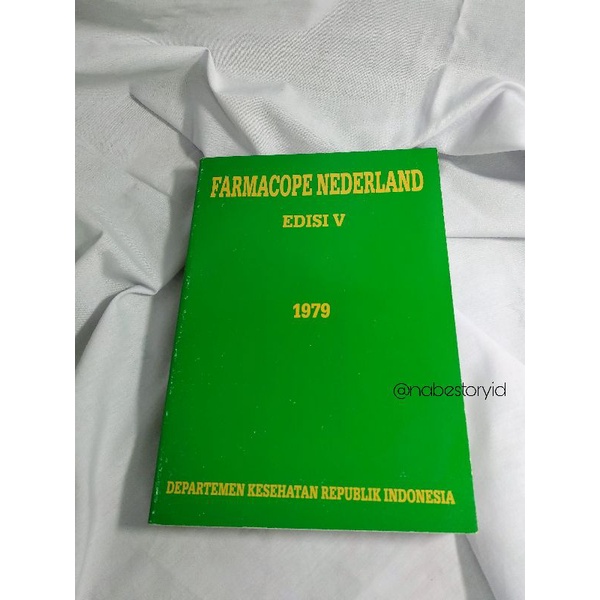 FARMACOPE NEDERLAND
EDISI V
1979
@nabestoryid
DEPARTEMEN KESEHATAN REPUBLIK INDONESIA